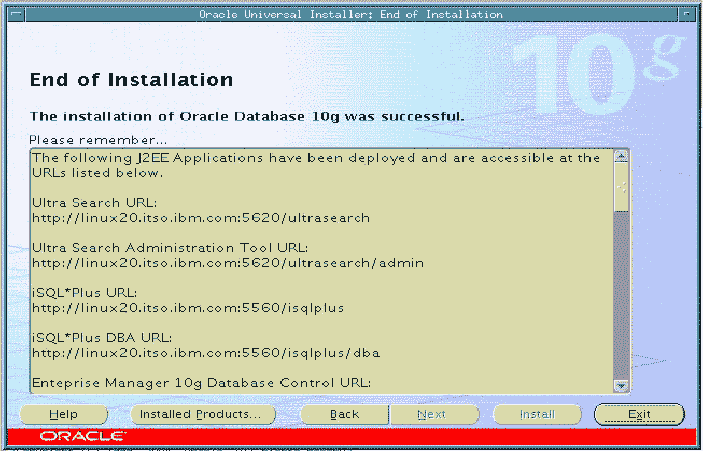 Oracle Universal Installer: End of Installation
10g
End of Installation
The installation of Oracle Database 10g was successful.
Please remember...
The following J2EE Applications have been deployed and are accessible at the
URLs listed below.
Ultra Search URL:
http://linux20.itso.ibm.com:5620/ultrasearch
Ultra Search Administration Tool URL:
http://linux20.itso.ibm.com:5620/ultrasearch/admin
iSQL*Plus URL:
http://linux20.itso.ibm.com:5560/isqlplus
iSQL*Plus DBA URL:
http://linux20.itso.ibm.com:5560/isqlplus/dba
Enteprise Manager 10g Database Control URL:
Help Installed Products... Back Next Install Exit
ORACLE